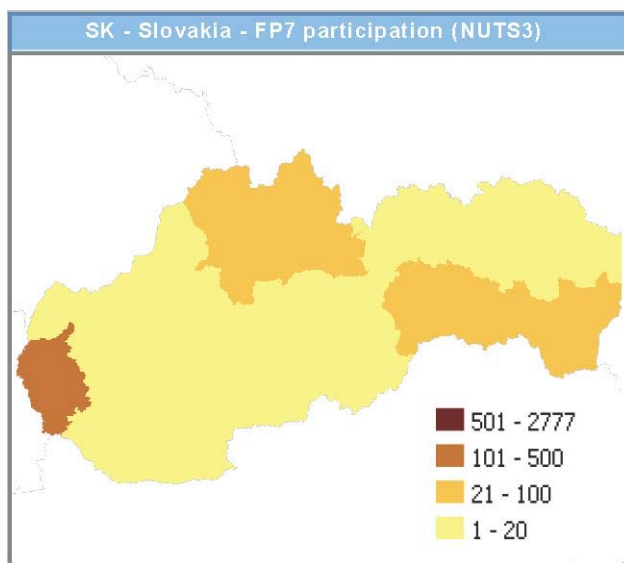 SK - Slovakia - FP7 participation (NUTS3)
501 - 2777
101 - 500
21 - 100
1 - 20